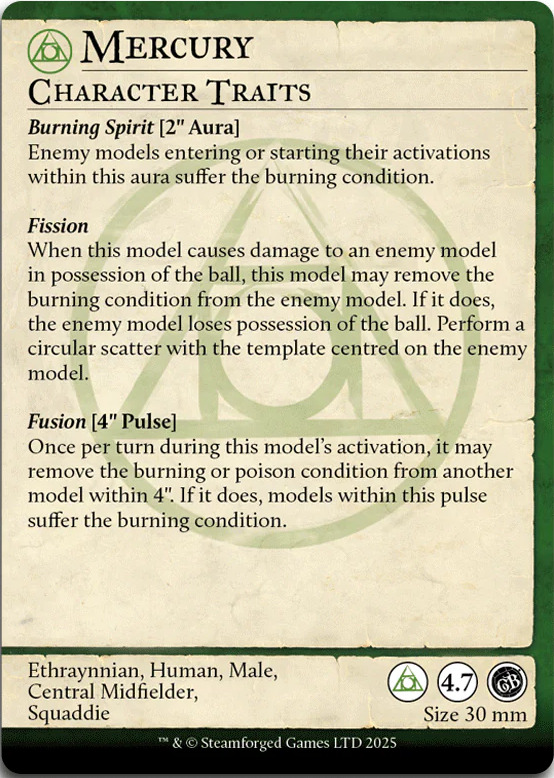 Mercury
Character Traits
Burning Spirit [2" Aura]
Enemy models entering or starting their activations
within this aura suffer the burning condition.
Fission
When this model causes damage to an enemy model
in possession of the ball, this model may remove the
burning condition from the enemy model. If it does,
the enemy model loses possession of the ball. Perform a
circular scatter with the template centred on the enemy
model.
Fusion [4" Pulse]
Once per turn during this model's activation, it may
remove the burning or poison condition from another
model within 4". If it does, models within this pulse
suffer the burning condition.
Ethraynnian, Human, Male,
Central Midfielder,
Squaddie
4.7
GB
Size 30 mm
™ & © Steamforged Games LTD 2025